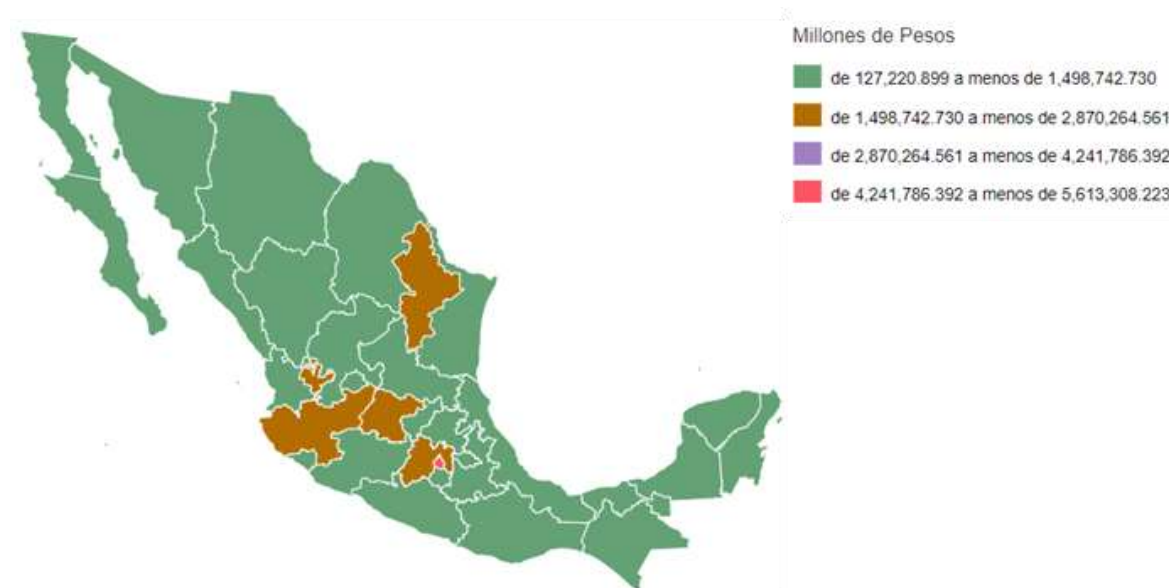 Millones de Pesos
de 127,220.899 a menos de 1,498,742.730
de 1,498,742.730 a menos de 2,870,264.561
de 2,870,264.561 a menos de 4,241,786.392
de 4,241,786.392 a menos de 5,613,308.223